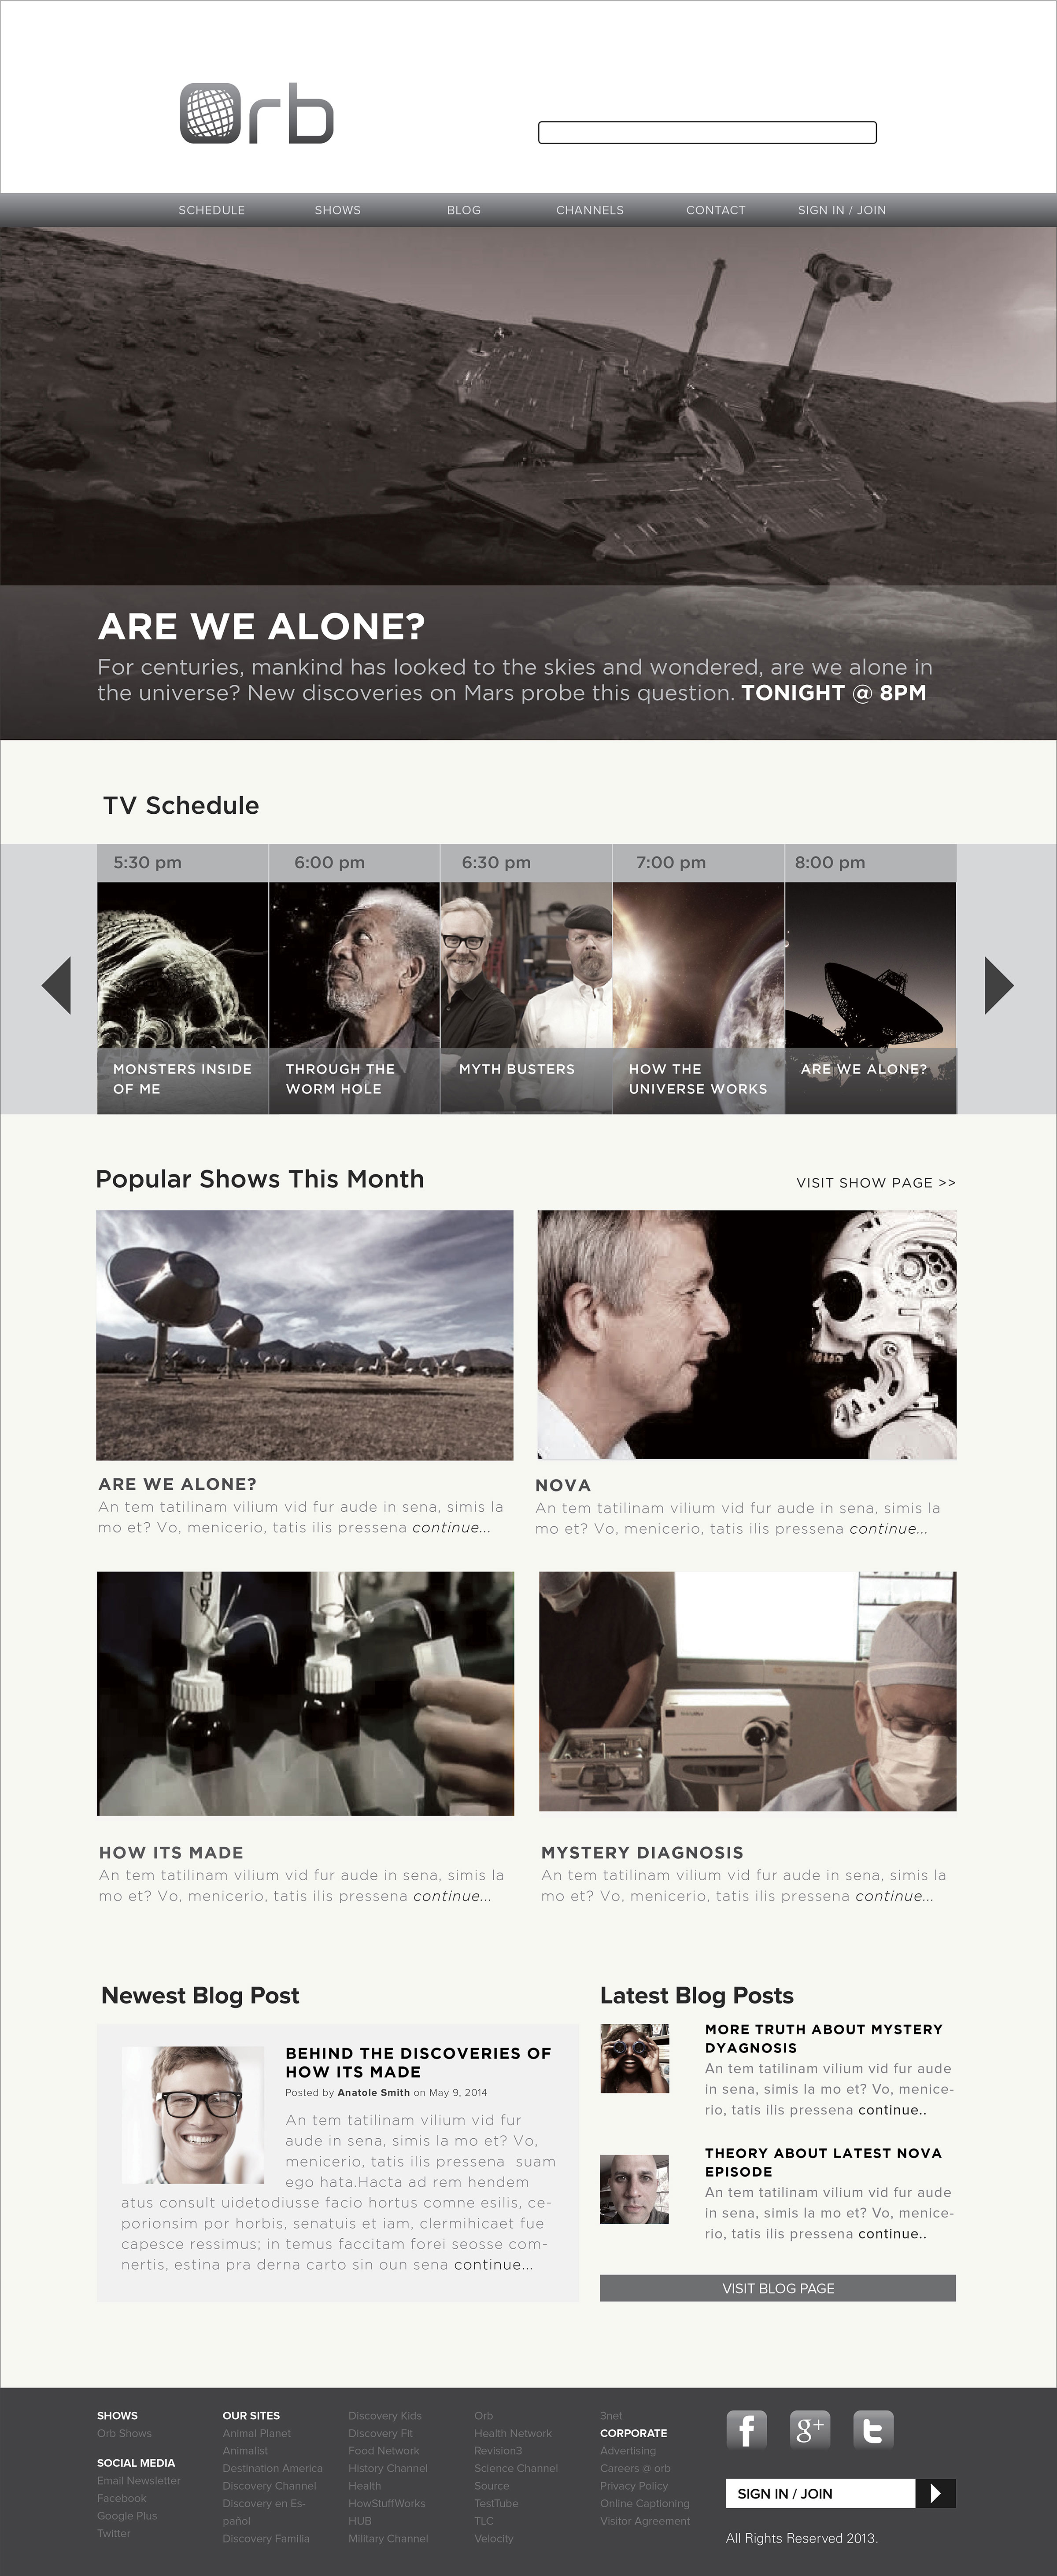 Orb
SCHEDULE SHOWS BLOG CHANNELS CONTACT SIGN IN / JOIN
ARE WE ALONE?
For centuries, mankind has looked to the skies and wondered, are we alone in
the universe? New discoveries on Mars probe this question. TONIGHT @ 8PM
TV Schedule
5:30 pm 6:00 pm 6:30 pm 7:00 pm 8:00 pm
MONSTERS INSIDE
OF ME
THROUGH THE
WORM HOLE
MYTH BUSTERS
HOW THE
UNIVERSE WORKS
ARE WE ALONE?
Popular Shows This Month
VISIT SHOW PAGE >>
ARE WE ALONE?
An tem tatilinam vilium vid fur aude in sena, simis la
mo et? Vo, menicerio, tatis ilis pressena continue...
NOVA
An tem tatilinam vilium vid fur aude in sena, simis la
mo et? Vo, menicerio, tatis ilis pressena continue...
HOW ITS MADE
An tem tatilinam vilium vid fur aude in sena, simis la
mo et? Vo, menicerio, tatis ilis pressena continue...
MYSTERY DIAGNOSIS
An tem tatilinam vilium vid fur aude in sena, simis la
mo et? Vo, menicerio, tatis ilis pressena continue...
Newest Blog Post
BEHIND THE DISCOVERIES OF
HOW ITS MADE
Posted by Anatole Smith on May 9, 2014
An tem tatilinam vilium vid fur
aude in sena, simis la mo et? Vo,
menicerio, tatis ilis pressena suam
ego hata.Hacta ad rem hendem
atus consult uidetodiusse facio hortus comne esilis, ce-
porionsim por horbis, senatuis et iam, clermihicaet fue
capesce ressimus; in temus faccitam forei seosse com-
nertis, estina pra derna carto sin oun sena continue...
Latest Blog Posts
MORE TRUTH ABOUT MYSTERY
DYAGNOSIS
An tem tatilinam vilium vid fur aude
in sena, simis la mo et? Vo, menice-
rio, tatis ilis pressena continue..
THEORY ABOUT LATEST NOVA
EPISODE
An tem tatilinam vilium vid fur aude
in sena, simis la mo et? Vo, menice-
rio, tatis ilis pressena continue..
VISIT BLOG PAGE
SHOWS
Orb Shows
SOCIAL MEDIA
Email Newsletter
Facebook
Google Plus
Twitter
OUR SITES
Animal Planet
Animalist
Destination America
Discovery Channel
Discovery en Es-
pañol
Discovery Familia
Discovery Kids
Discovery Fit
Food Network
History Channel
Health
HowStuffWorks
HUB
Military Channel
Orb
Health Network
Revision3
Science Channel
Source
TestTube
TLC
Velocity
3net
CORPORATE
Advertising
Careers @ orb
Privacy Policy
Online Captioning
Visitor Agreement
f g+ t
SIGN IN / JOIN
All Rights Reserved 2013.